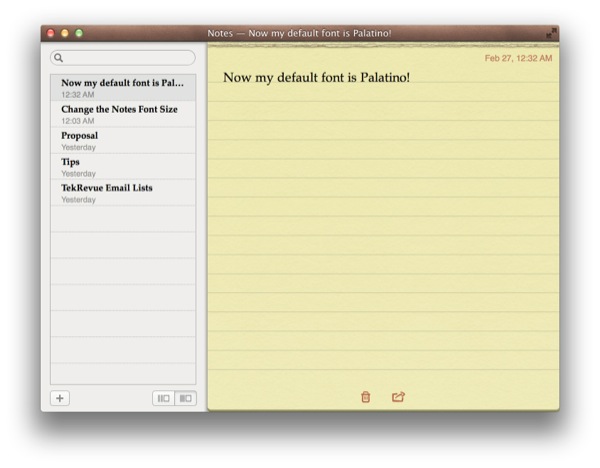 Notes — Now my default font is Palatino!
Now my default font is Pal...
12:32 AM
Change the Notes Font Size
12:03 AM
Proposal
Yesterday
Tips
Yesterday
TekRevue Email Lists
Yesterday
Feb 27, 12:32 AM
Now my default font is Palatino!